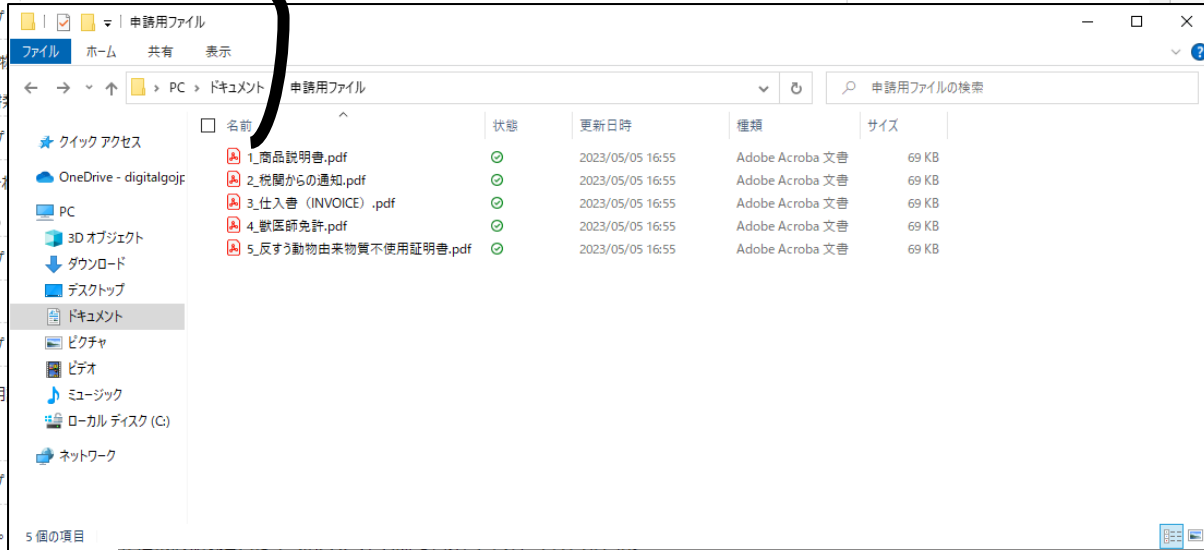 申請用ファイル
ファイル ホーム 共有 表示
PC ドキュメント 申請用ファイル 申請用ファイルの検索
名前 状態 更新日時 種類 サイズ
クイック アクセス
OneDrive - digitalgojp
PC
3D オブジェクト
ダウンロード
デスクトップ
ドキュメント
ピクチャ
ビデオ
ミュージック
ローカル ディスク (C:)
ネットワーク
1_商品説明書.pdf 2023/05/05 16:55 Adobe Acroba 文書 69 KB
2_税関からの通知.pdf 2023/05/05 16:55 Adobe Acroba 文書 69 KB
3_仕入書（INVOICE）.pdf 2023/05/05 16:55 Adobe Acroba 文書 69 KB
4_獣医師免許.pdf 2023/05/05 16:55 Adobe Acroba 文書 69 KB
5_反すう動物由来物質不使用証明書.pdf 2023/05/05 16:55 Adobe Acroba 文書 69 KB
5 個の項目